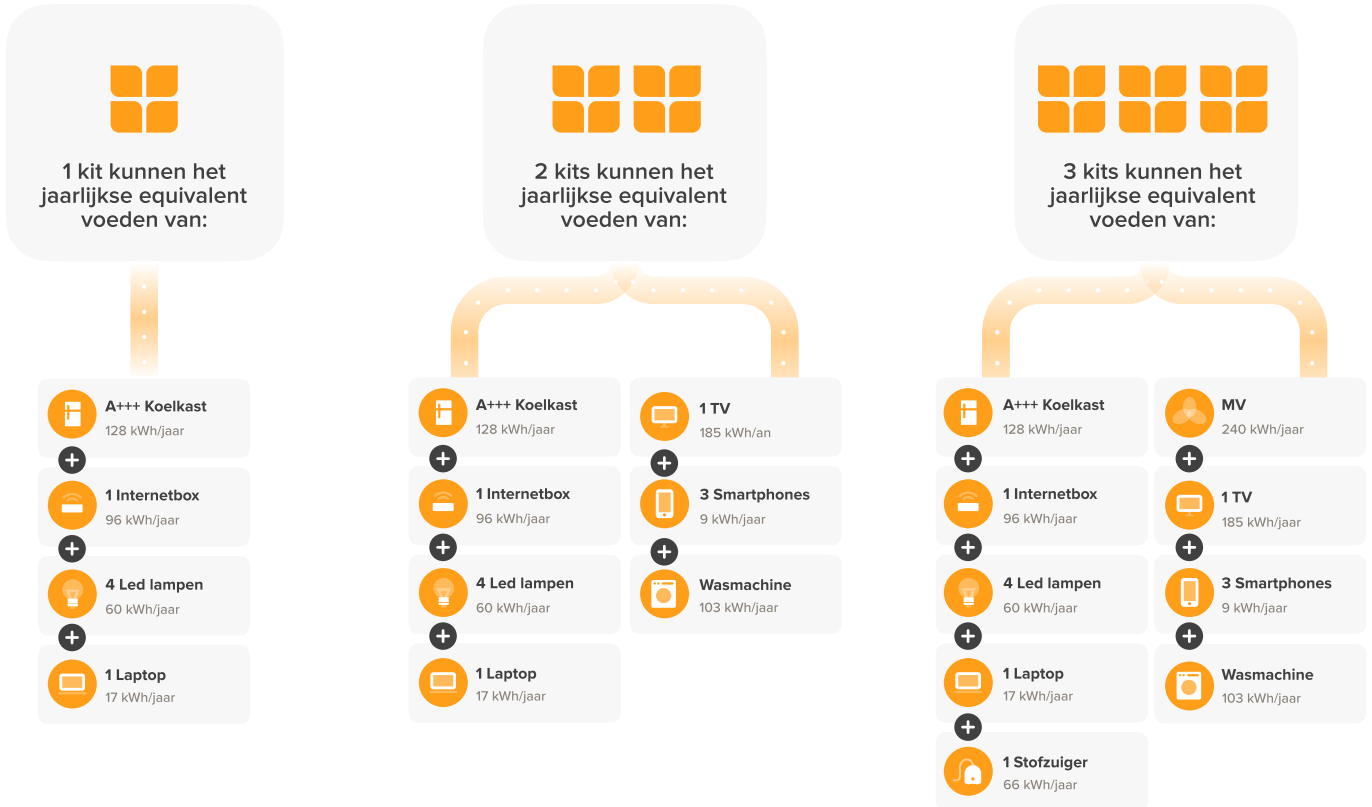 1 kit kunnen het
jaarlijkse equivalent
voeden van:
A+++ Koelkast
128 kWh/jaar
1 Internetbox
96 kWh/jaar
4 Led lampen
60 kWh/jaar
1 Laptop
17 kWh/jaar
2 kits kunnen het
jaarlijkse equivalent
voeden van:
A+++ Koelkast
128 kWh/jaar
1 Internetbox
96 kWh/jaar
4 Led lampen
60 kWh/jaar
1 Laptop
17 kWh/jaar
1 TV
185 kWh/an
3 Smartphones
9 kWh/jaar
Wasmachine
103 kWh/jaar
3 kits kunnen het
jaarlijkse equivalent
voeden van:
A+++ Koelkast
128 kWh/jaar
1 Internetbox
96 kWh/jaar
4 Led lampen
60 kWh/jaar
1 Laptop
17 kWh/jaar
1 Stofzuiger
66 kWh/jaar
MV
240 kWh/jaar
1 TV
185 kWh/jaar
3 Smartphones
9 kWh/jaar
Wasmachine
103 kWh/jaar